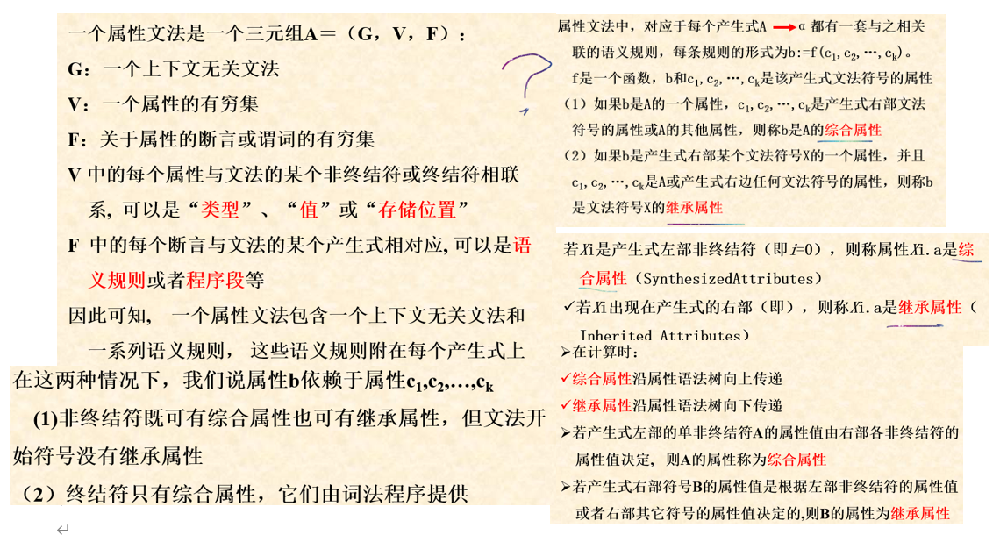 一个属性文法是一个三元组A＝（G，V，F）：
G：一个上下文无关文法
V：一个属性的有穷集
F：关于属性的断言或谓词的有穷集
V 中的每个属性与文法的某个非终结符或终结符相联
系，可以是“类型”、“值”或“存储位置”
F 中的每个断言与文法的某个产生式相对应，可以是语
义规则或者程序段等
因此可知， 一个属性文法包含一个上下文无关文法和
一系列语义规则， 这些语义规则附在每个产生式上
在这两种情况下，我们说属性b依赖于属性c1,c2,…,ck
(1)非终结符既可有综合属性也可有继承属性，但文法开
始符号没有继承属性
（2）终结符只有综合属性，它们由词法程序提供
属性文法中，对应于每个产生式A → α 都有一套与之相关
联的语义规则，每条规则的形式为b:=f(c1,c2,…,ck)。
f是一个函数，b和c1,c2,…,ck是该产生式文法符号的属性
（1）如果b是A的一个属性，c1,c2,…,ck是产生式右部文法
符号的属性或A的其他属性，则称b是A的综合属性
（2）如果b是产生式右部某个文法符号X的一个属性，并且
c1,c2,…,ck是A或产生式右边任何文法符号的属性，则称b
是文法符号X的继承属性
若Xi是产生式左部非终结符（即i=0），则称属性Xi.a是综
合属性（SynthesizedAttributes）
✓若Xi出现在产生式的右部（即），则称Xi.a是继承属性（
Inherited Attributes）
➢在计算时：
✓综合属性沿属性语法树向上传递
✓继承属性沿属性语法树向下传递
➢若产生式左部的单非终结符A的属性值由右部各非终结符的
属性值决定， 则A的属性称为综合属性
➢若产生式右部符号B的属性值是根据左部非终结符的属性值
或者右部其它符号的属性值决定的,则B的属性为继承属性